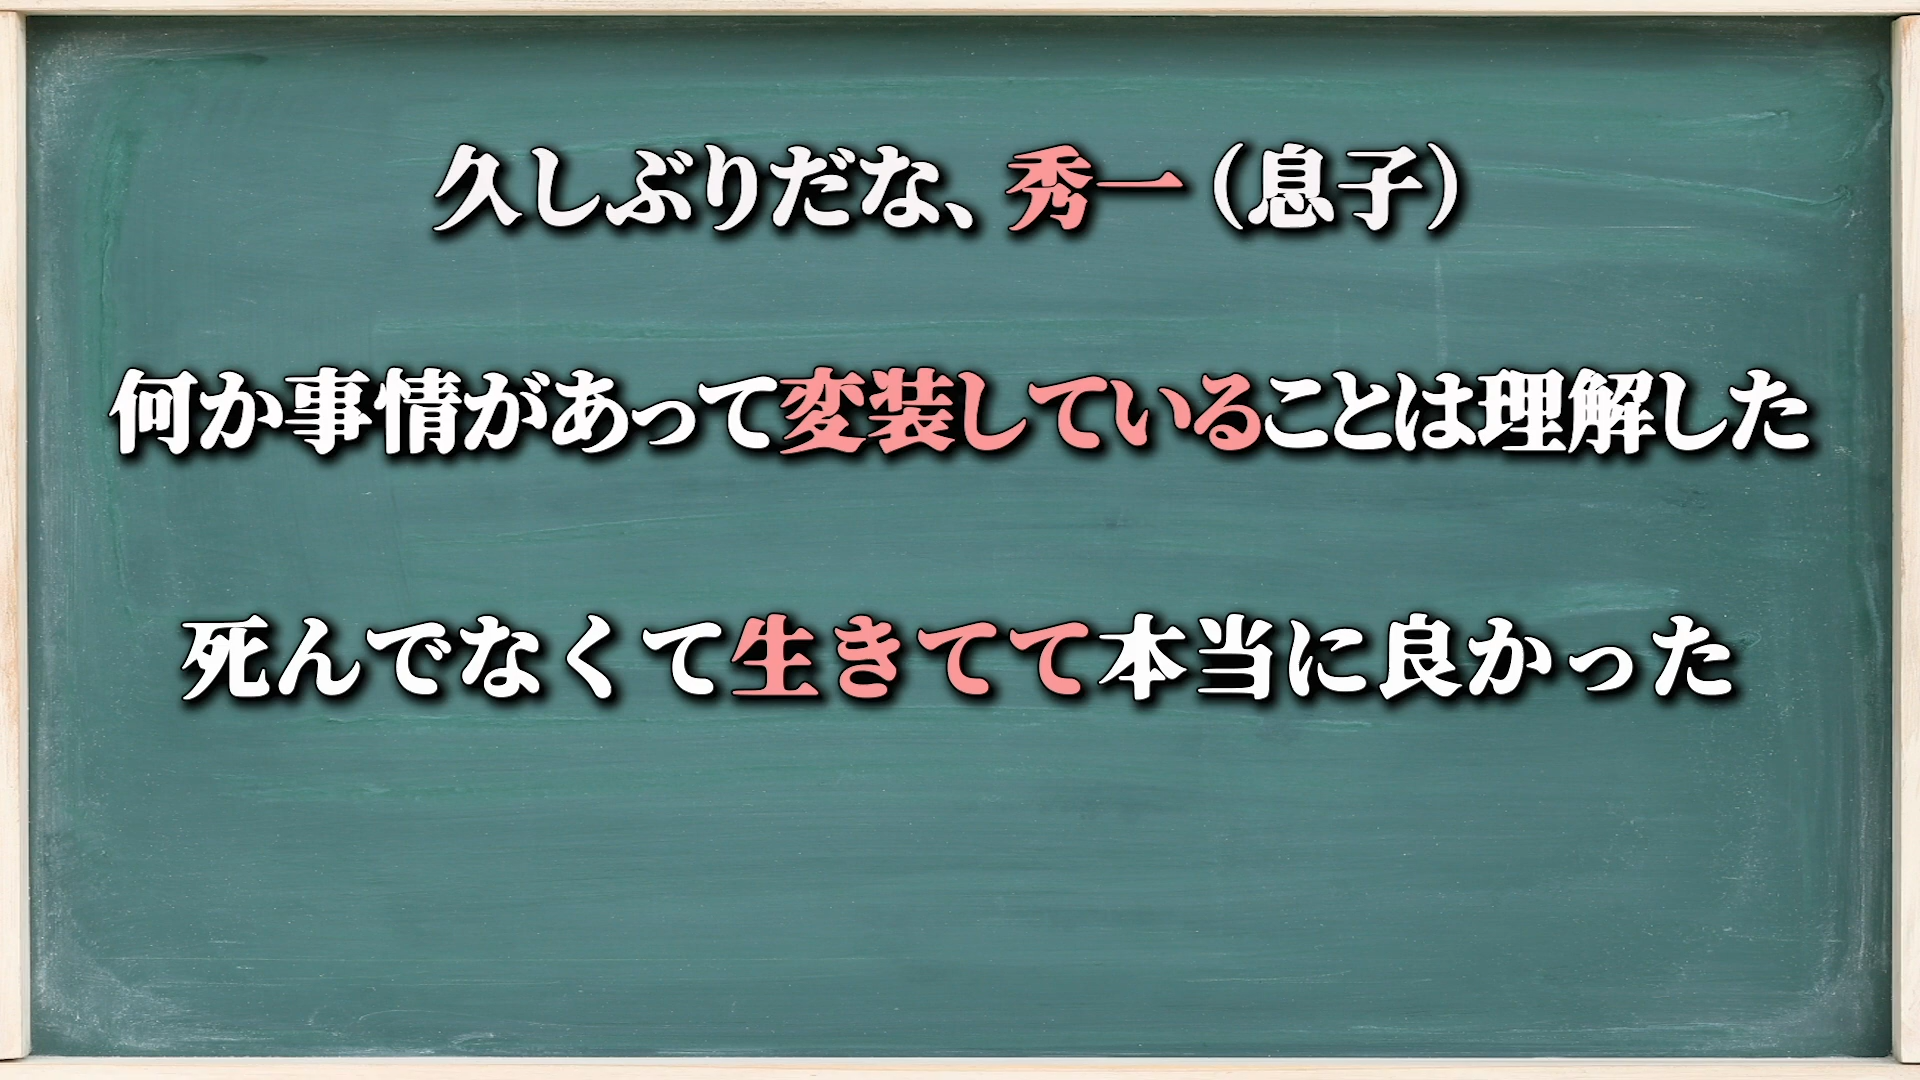 久しぶりだな、秀一（息子）
何か事情があって変装していることは理解した
死んでなくて生きてて本当に良かった